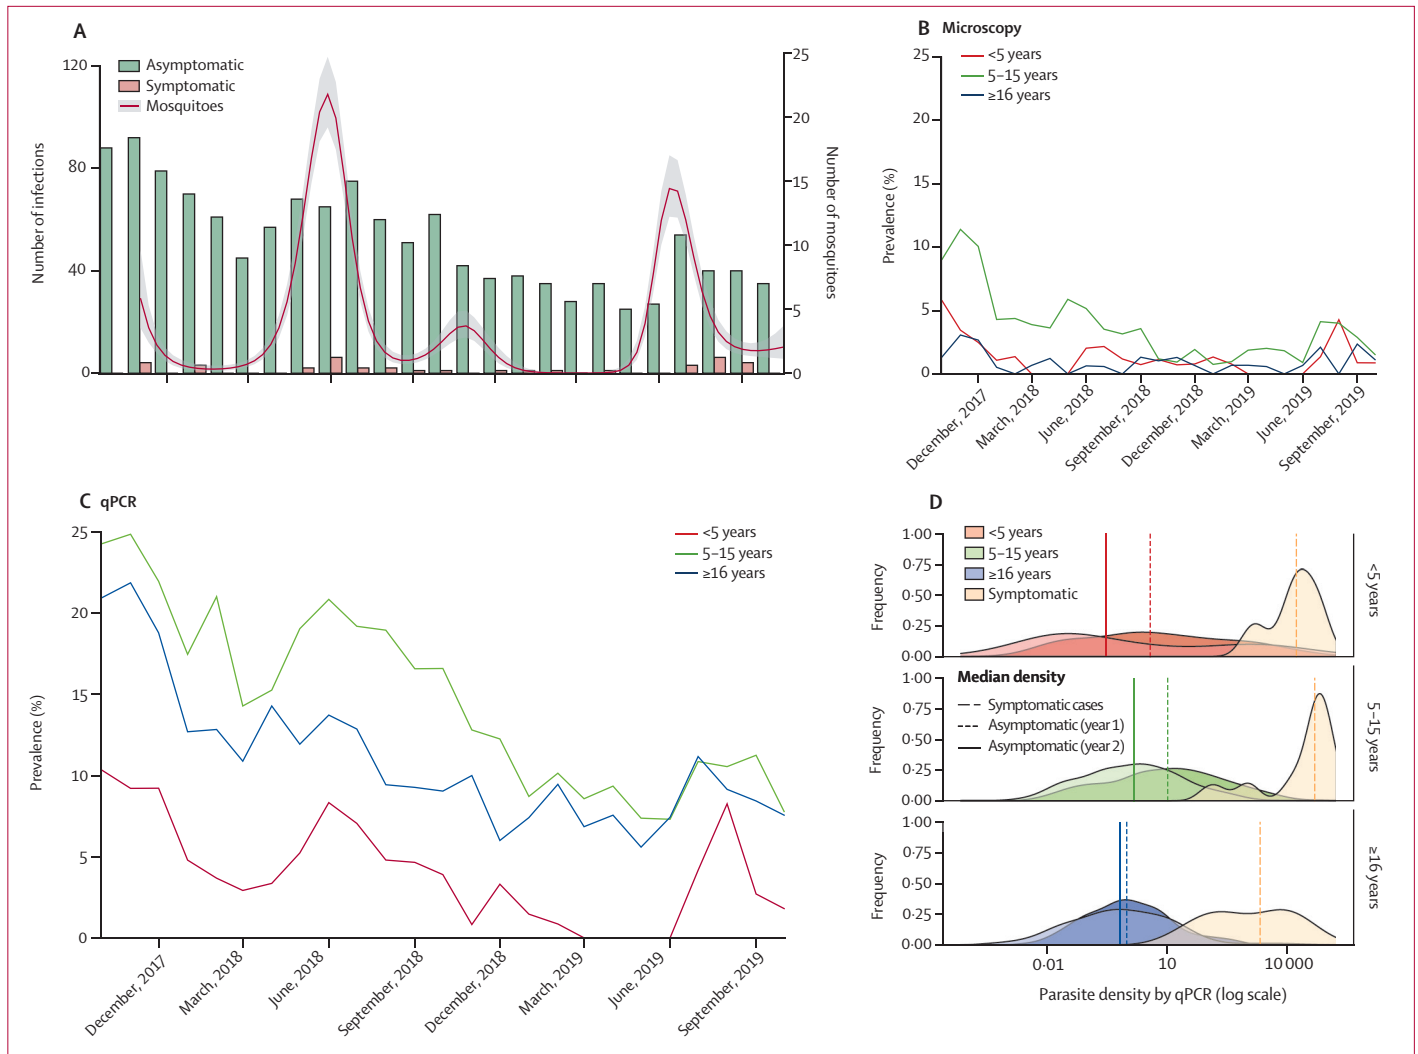 A
Asymptomatic
Symptomatic
Mosquitoes
Number of infections
120
80
40
0
Number of mosquitoes
25
20
15
10
5
0
B Microscopy
<5 years
5–15 years
≥16 years
Prevalence (%)
25
20
15
10
5
0
December, 2017
March, 2018
June, 2018
September, 2018
December, 2018
March, 2019
June, 2019
September, 2019
C qPCR
<5 years
5–15 years
≥16 years
Prevalence (%)
25
20
15
10
5
0
December, 2017
March, 2018
June, 2018
September, 2018
December, 2018
March, 2019
June, 2019
September, 2019
D
<5 years
5–15 years
≥16 years
Symptomatic
Frequency
1·00
0·75
0·50
0·25
0·00
<5 years
Median density
Symptomatic cases
Asymptomatic (year 1)
Asymptomatic (year 2)
Frequency
1·00
0·75
0·50
0·25
0·00
5–15 years
Frequency
1·00
0·75
0·50
0·25
0·00
≥16 years
0·01
10
10 000
Parasite density by qPCR (log scale)